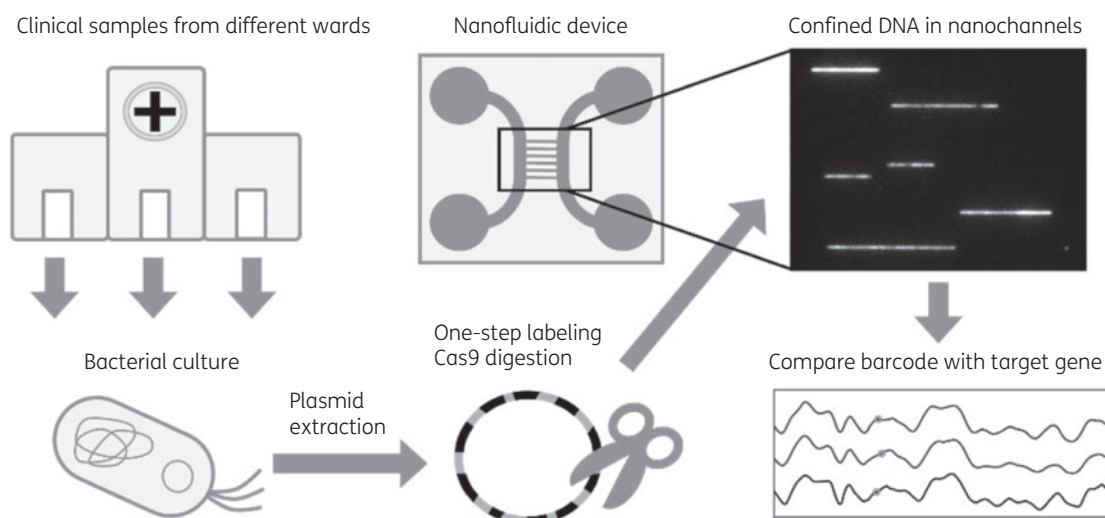 Clinical samples from different wards
Nanofluidic device
Confined DNA in nanochannels
One-step labeling
Cas9 digestion
Bacterial culture
Plasmid
extraction
Compare barcode with target gene